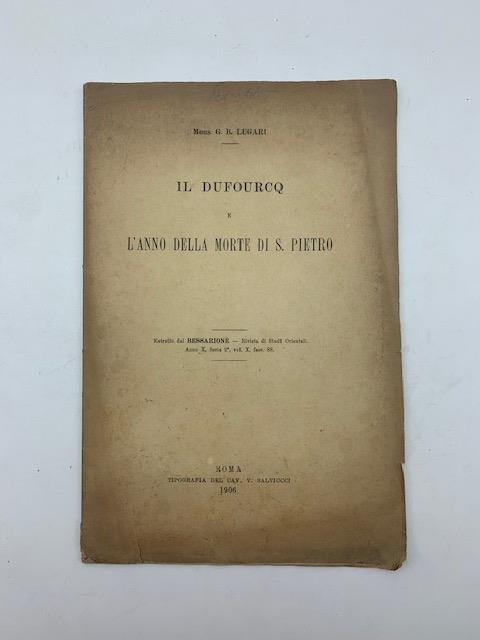 Mons. G. B. LUGARI
IL DUFOURCQ
E
L'ANNO DELLA MORTE DI S. PIETRO
Estratto dal BESSARIONE — Rivista di Studi Orientali.
Anno X, Serie 2ª, vol. X, fasc. 88.
ROMA
TIPOGRAFIA DEL CAV. V. SALVIUCCI
1906